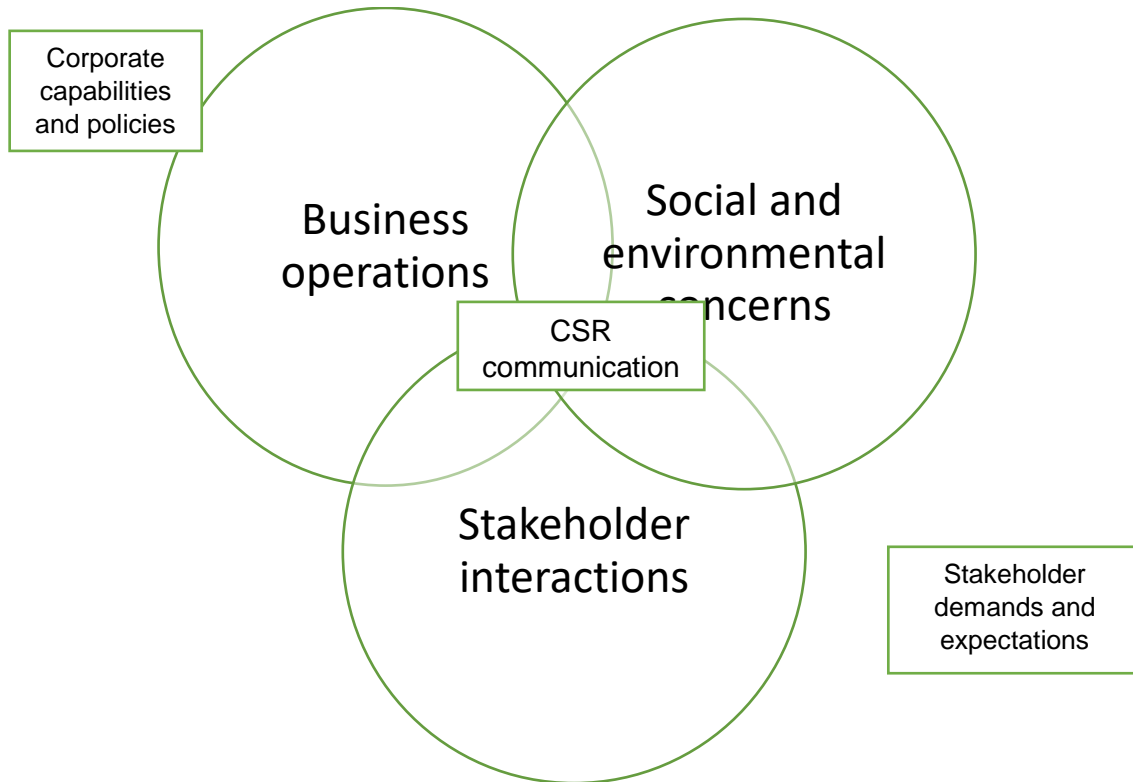 Corporate
capabilities
and policies
Business
operations
Social and
environmental
concerns
CSR
communication
Stakeholder
interactions
Stakeholder
demands and
expectations